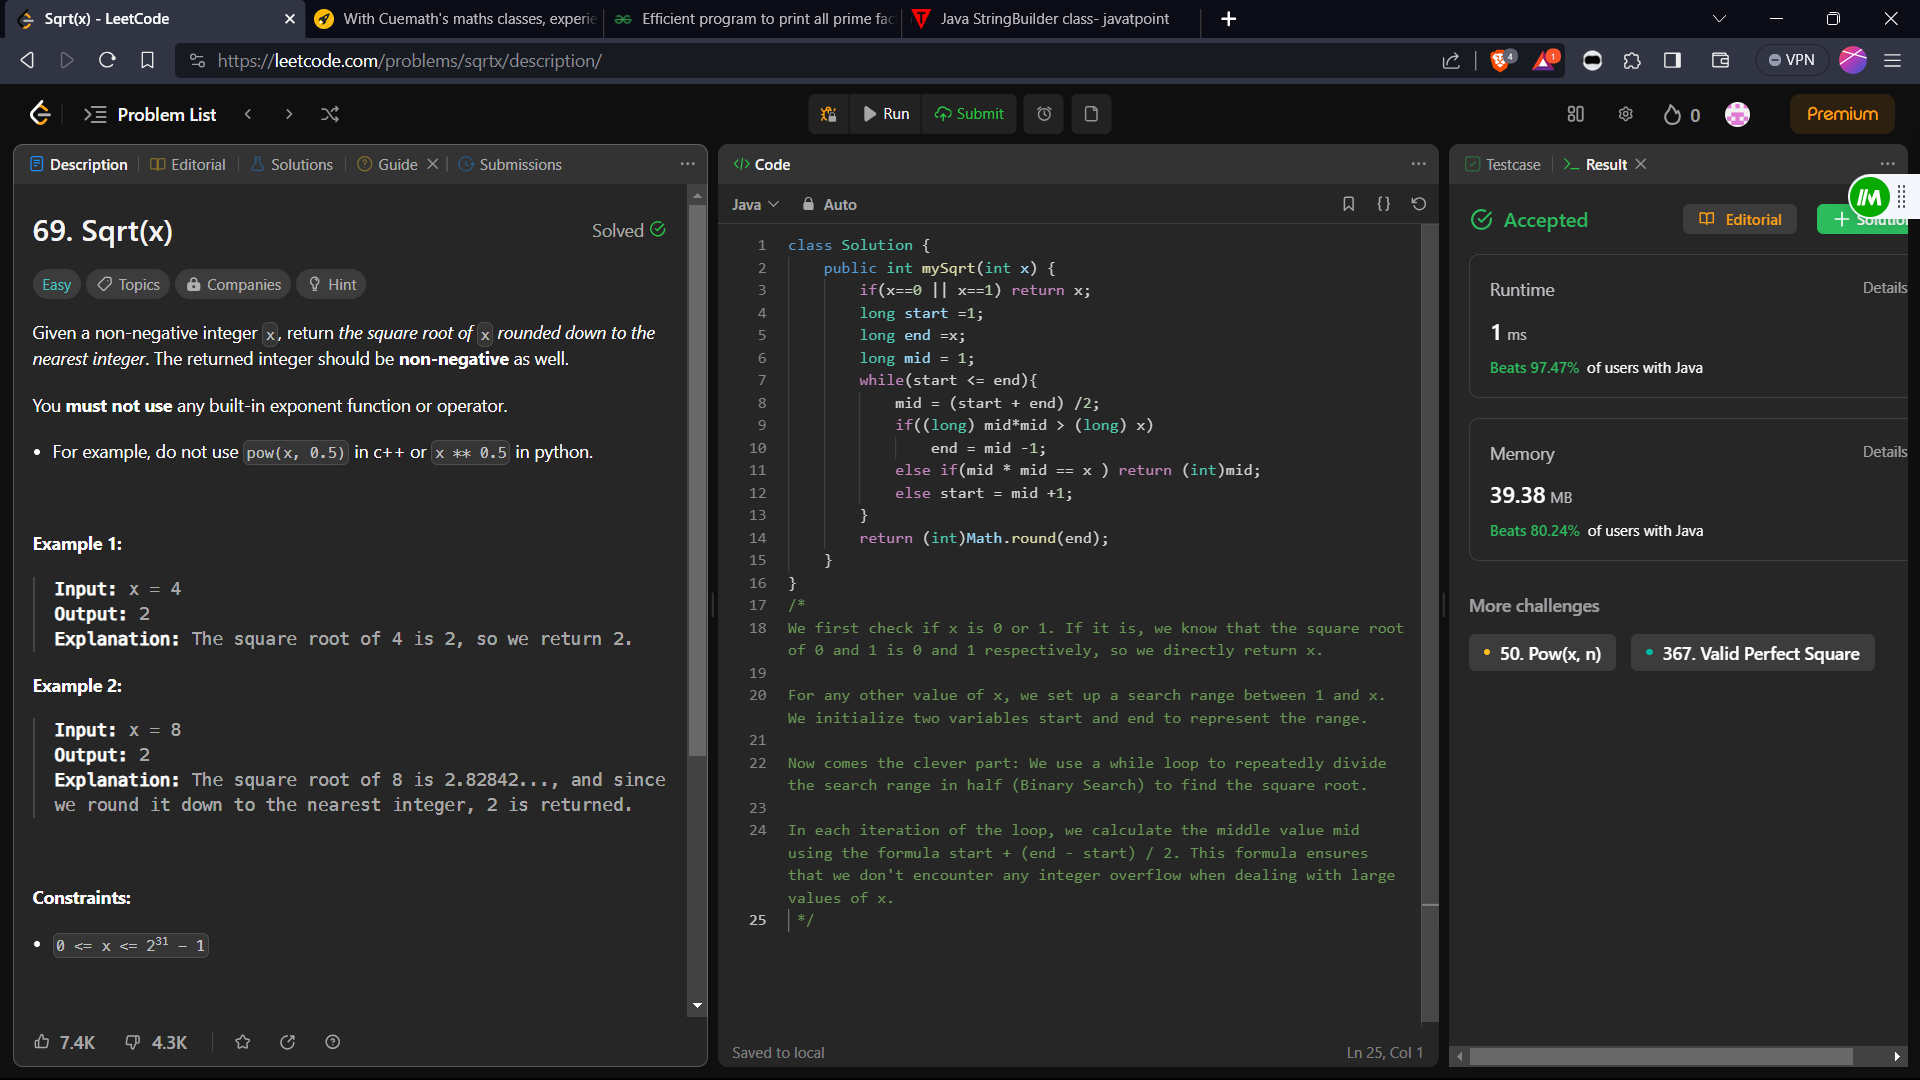 Sqrt(x) - LeetCode
With Cuemath's maths classes, experie
Efficient program to print all prime fac
Java StringBuilder class- javatpoint
https://leetcode.com/problems/sqrtx/description/
4
1
VPN
Problem List
Run
Submit
0
Premium
Description
Editorial
Solutions
Guide
Submissions
69. Sqrt(x)
Solved
Easy
Topics
Companies
Hint
Given a non-negative integer x, return the square root of x rounded down to the
nearest integer. The returned integer should be non-negative as well.
You must not use any built-in exponent function or operator.
• For example, do not use pow(x, 0.5) in c++ or x ** 0.5 in python.
Example 1:
Input: x = 4
Output: 2
Explanation: The square root of 4 is 2, so we return 2.
Example 2:
Input: x = 8
Output: 2
Explanation: The square root of 8 is 2.82842..., and since
we round it down to the nearest integer, 2 is returned.
Constraints:
• 0 <= x <= 2³¹ - 1
7.4K
4.3K
</> Code
Java
Auto
{}
1 class Solution {
2 public int mySqrt(int x) {
3 if(x==0 || x==1) return x;
4 long start =1;
5 long end =x;
6 long mid = 1;
7 while(start <= end){
8 mid = (start + end) /2;
9 if((long) mid*mid > (long) x)
10 end = mid -1;
11 else if(mid * mid == x ) return (int)mid;
12 else start = mid +1;
13 }
14 return (int)Math.round(end);
15 }
16 }
17 /*
18 We first check if x is 0 or 1. If it is, we know that the square root
of 0 and 1 is 0 and 1 respectively, so we directly return x.
19
20 For any other value of x, we set up a search range between 1 and x.
We initialize two variables start and end to represent the range.
21
22 Now comes the clever part: We use a while loop to repeatedly divide
the search range in half (Binary Search) to find the square root.
23
24 In each iteration of the loop, we calculate the middle value mid
using the formula start + (end - start) / 2. This formula ensures
that we don't encounter any integer overflow when dealing with large
values of x.
25 */
Saved to local
Ln 25, Col 1
Testcase
>_ Result
Accepted
Editorial
+ Solution
Runtime
Details
1 ms
Beats 97.47% of users with Java
Memory
Details
39.38 MB
Beats 80.24% of users with Java
More challenges
• 50. Pow(x, n)
• 367. Valid Perfect Square